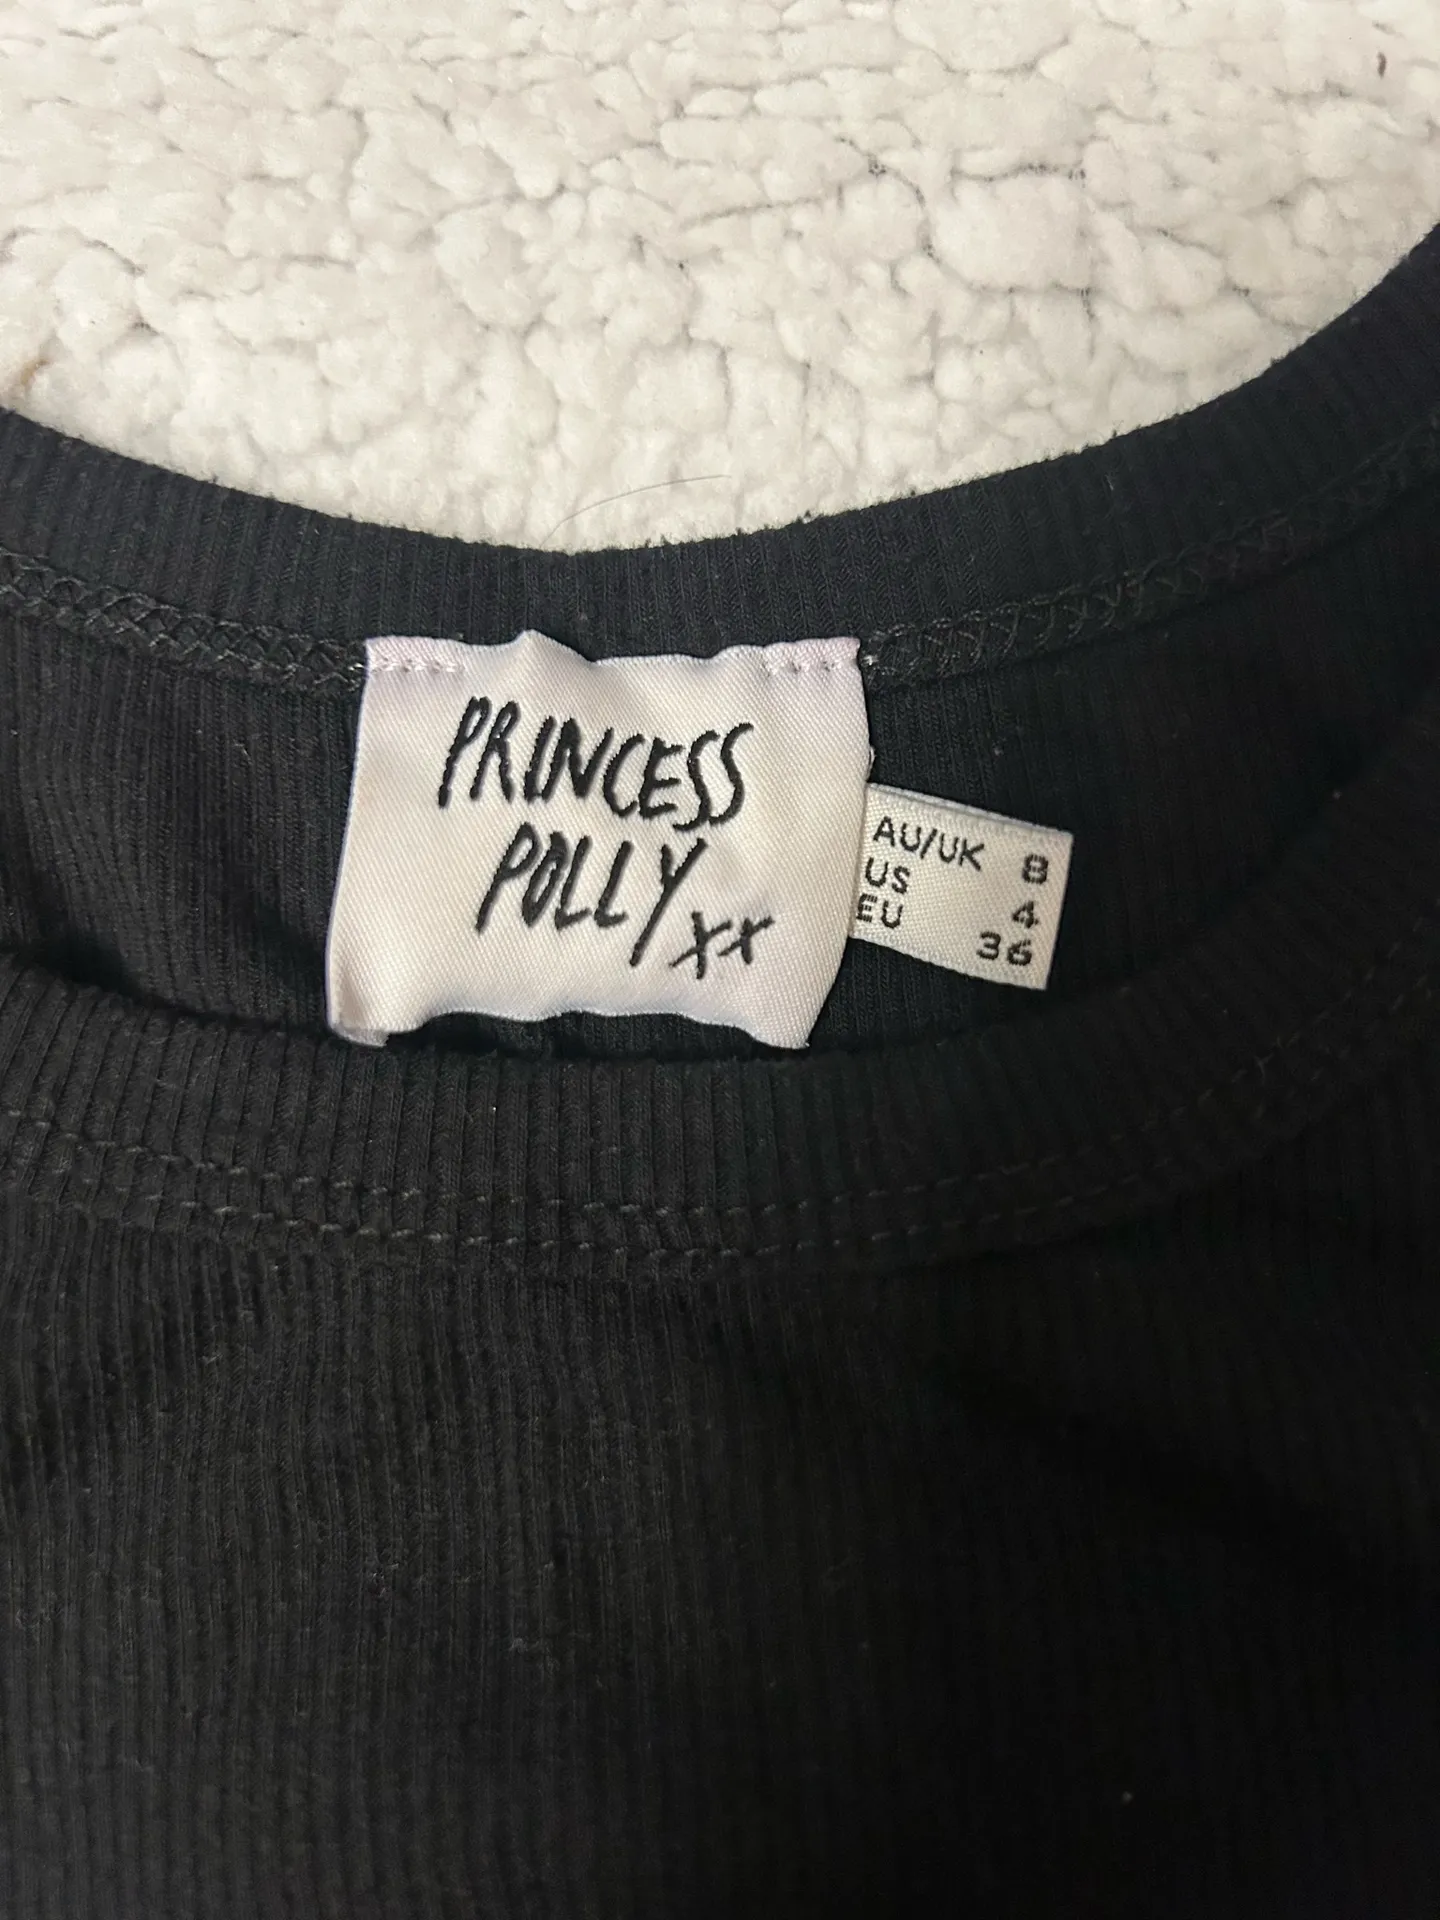 PRINCESS
POLLY xx
AU/UK 8
US 4
EU 36